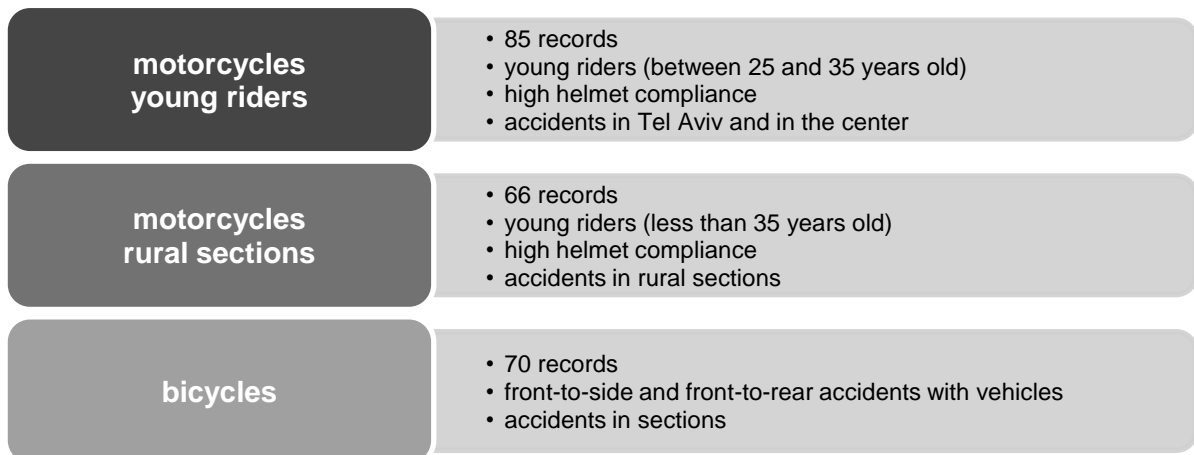 motorcycles
young riders
• 85 records
• young riders (between 25 and 35 years old)
• high helmet compliance
• accidents in Tel Aviv and in the center
motorcycles
rural sections
• 66 records
• young riders (less than 35 years old)
• high helmet compliance
• accidents in rural sections
bicycles
• 70 records
• front-to-side and front-to-rear accidents with vehicles
• accidents in sections